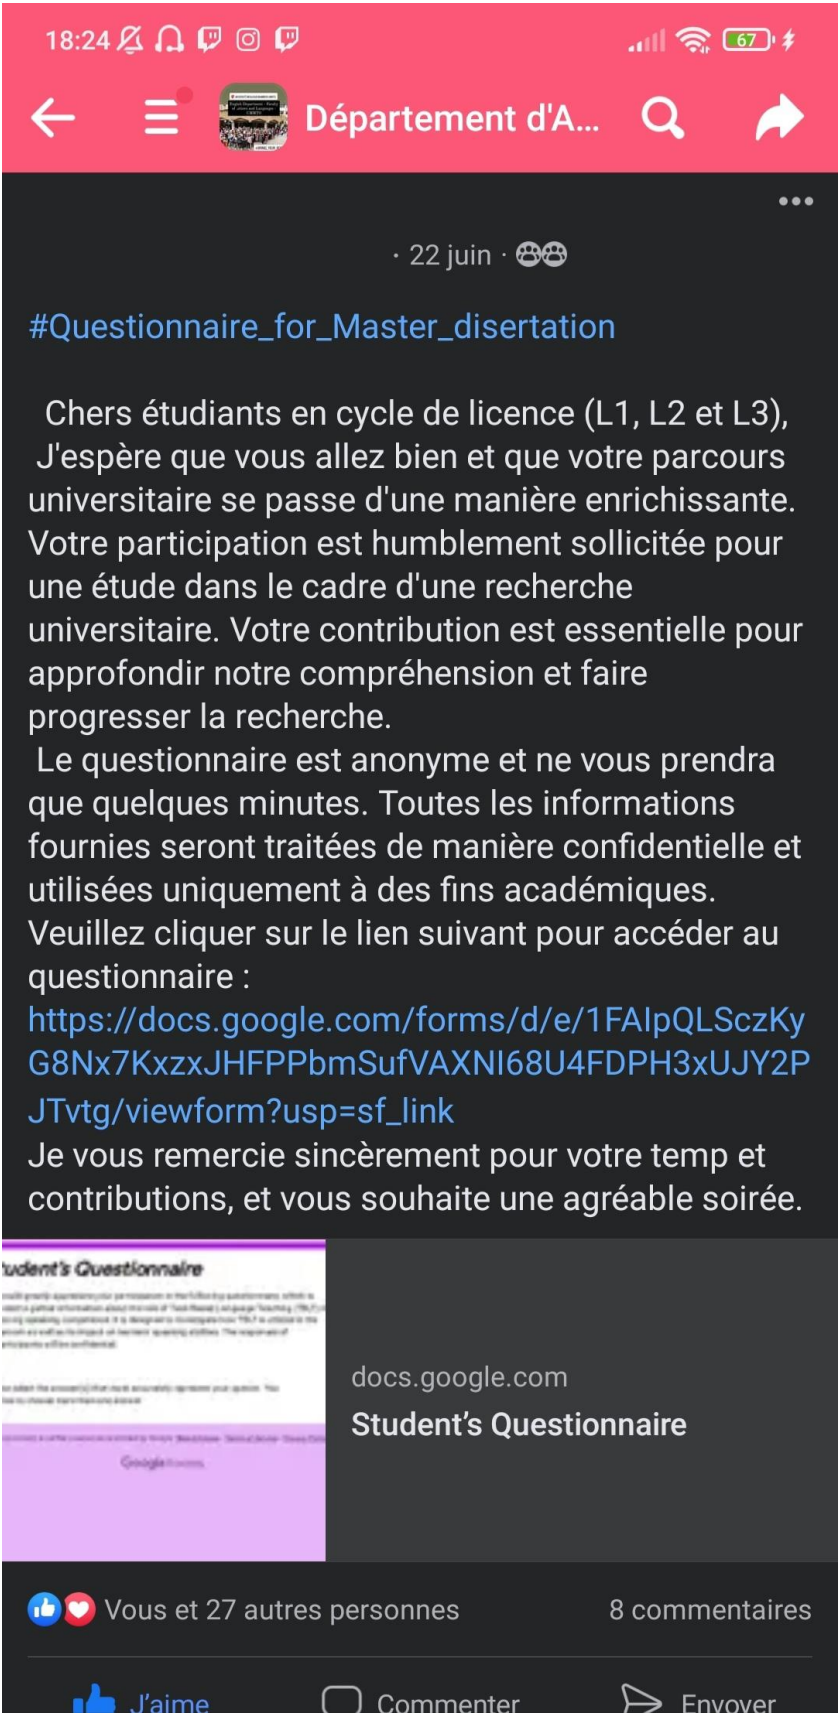 18:24
67
Département d'A...
· 22 juin ·
#Questionnaire_for_Master_disertation
Chers étudiants en cycle de licence (L1, L2 et L3),
J'espère que vous allez bien et que votre parcours
universitaire se passe d'une manière enrichissante.
Votre participation est humblement sollicitée pour
une étude dans le cadre d'une recherche
universitaire. Votre contribution est essentielle pour
approfondir notre compréhension et faire
progresser la recherche.
Le questionnaire est anonyme et ne vous prendra
que quelques minutes. Toutes les informations
fournies seront traitées de manière confidentielle et
utilisées uniquement à des fins académiques.
Veuillez cliquer sur le lien suivant pour accéder au
questionnaire :
https://docs.google.com/forms/d/e/1FAIpQLSczKy
G8Nx7KxzxJHFPPbmSufVAXNI68U4FDPH3xUJY2P
JTvtg/viewform?usp=sf_link
Je vous remercie sincèrement pour votre temp et
contributions, et vous souhaite une agréable soirée.
tudent's Questionnaire
Google
docs.google.com
Student's Questionnaire
Vous et 27 autres personnes
8 commentaires
J'aime
Commenter
Envoyer